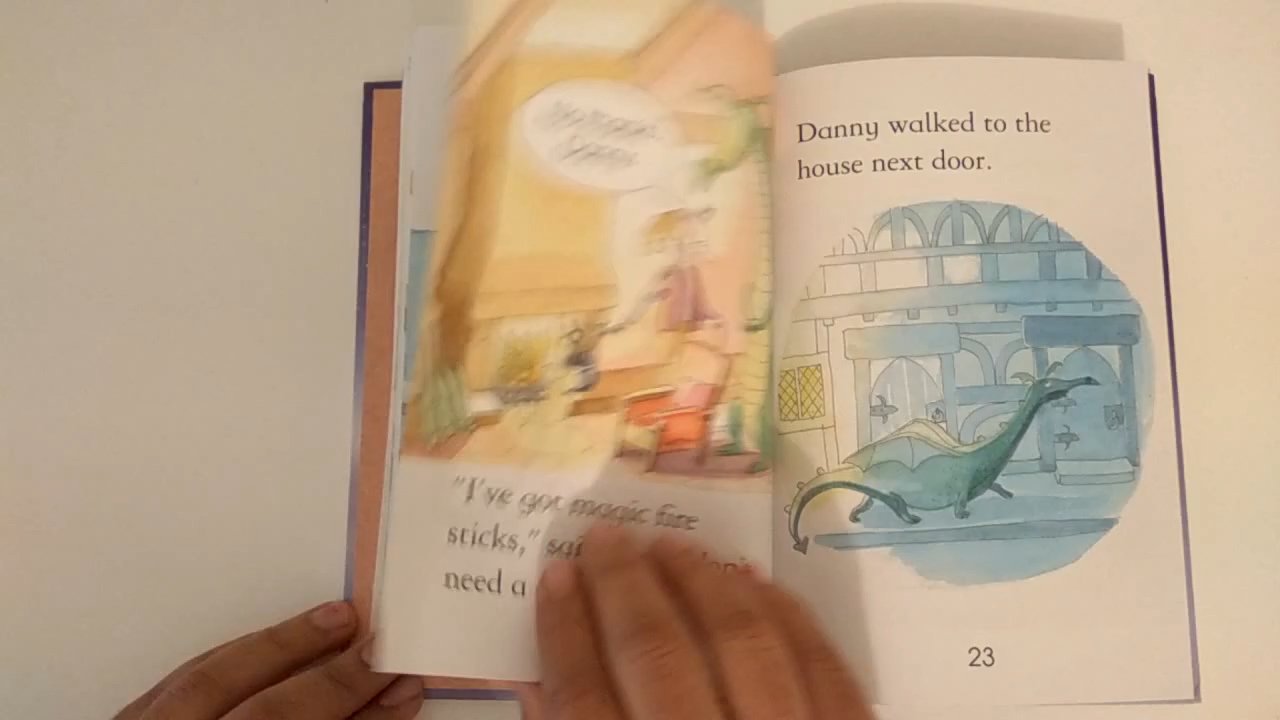 "I've got magic fire
sticks,"
need a
Danny walked to the
house next door.
23